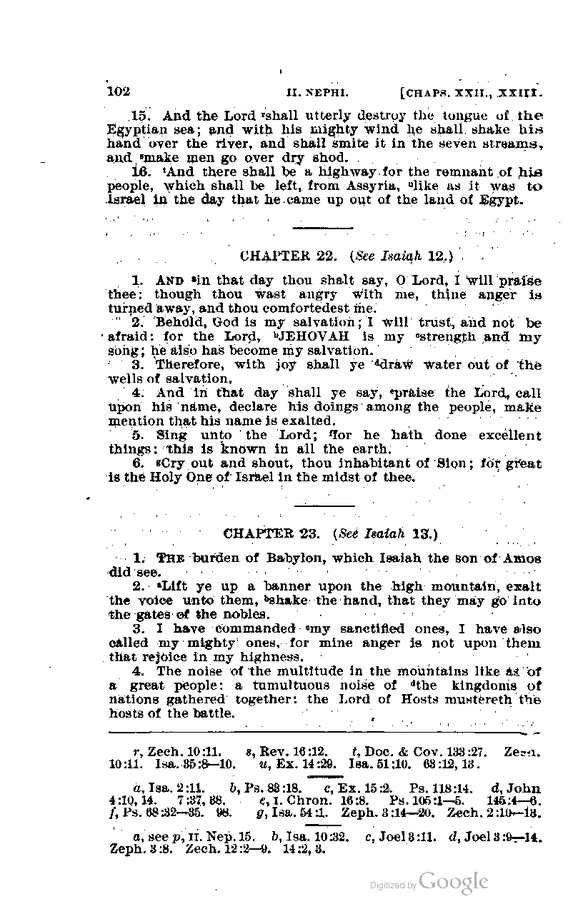 102 II. NEPHI. [CHAPS. XXII., XXIII.
15. And the Lord rshall utterly destroy the tongue of the
Egyptian sea; and with his mighty wind he shall shake his
hand over the river, and shall smite it in the seven streams,
and smake men go over dry shod.
16. tAnd there shall be a highway for the remnant of his
people, which shall be left, from Assyria, ulike as it was to
Israel in the day that he came up out of the land of Egypt.
CHAPTER 22. (See Isaiah 12.)
1. AND ain that day thou shalt say, O Lord, I will praise
thee: though thou wast angry with me, thine anger is
turned away, and thou comfortedest me.
2. Behold, God is my salvation; I will trust, and not be
afraid: for the Lord, bJEHOVAH is my cstrength and my
song; he also has become my salvation.
3. Therefore, with joy shall ye ddraw water out of the
wells of salvation.
4. And in that day shall ye say, epraise the Lord, call
upon his name, declare his doings among the people, make
mention that his name is exalted.
5. Sing unto the Lord; ffor he hath done excellent
things: this is known in all the earth.
6. gCry out and shout, thou inhabitant of Sion; for great
is the Holy One of Israel in the midst of thee.
CHAPTER 23. (See Isaiah 13.)
1. THE burden of Babylon, which Isaiah the son of Amos
did see.
2. aLift ye up a banner upon the high mountain, exalt
the voice unto them, bshake the hand, that they may go into
the gates of the nobles.
3. I have commanded cmy sanctified ones, I have also
called my mighty ones, for mine anger is not upon them
that rejoice in my highness.
4. The noise of the multitude in the mountains like as of
a great people: a tumultuous noise of dthe kingdoms of
nations gathered together: the Lord of Hosts mustereth the
hosts of the battle.
r, Zech. 10:11. s, Rev. 16:12. t, Doc. & Cov. 133:27. Zech.
10:11. Isa. 35:8—10. u, Ex. 14:29. Isa. 51:10. 63:12, 13.
a, Isa. 2:11. b, Ps. 83:18. c, Ex. 15:2. Ps. 118:14. d, John
4:10, 14. 7:37, 38. e, I. Chron. 16:8. Ps. 105:1—5. 145:4—6.
f, Ps. 68:32—35. 98. g, Isa. 54:1. Zeph. 3:14—20. Zech. 2:10—13.
a, see p, II. Nep. 15. b, Isa. 10:32. c, Joel 3:11. d, Joel 3:9—14.
Zeph. 3:8. Zech. 12:2—9. 14:2, 3.
Digitized by Google